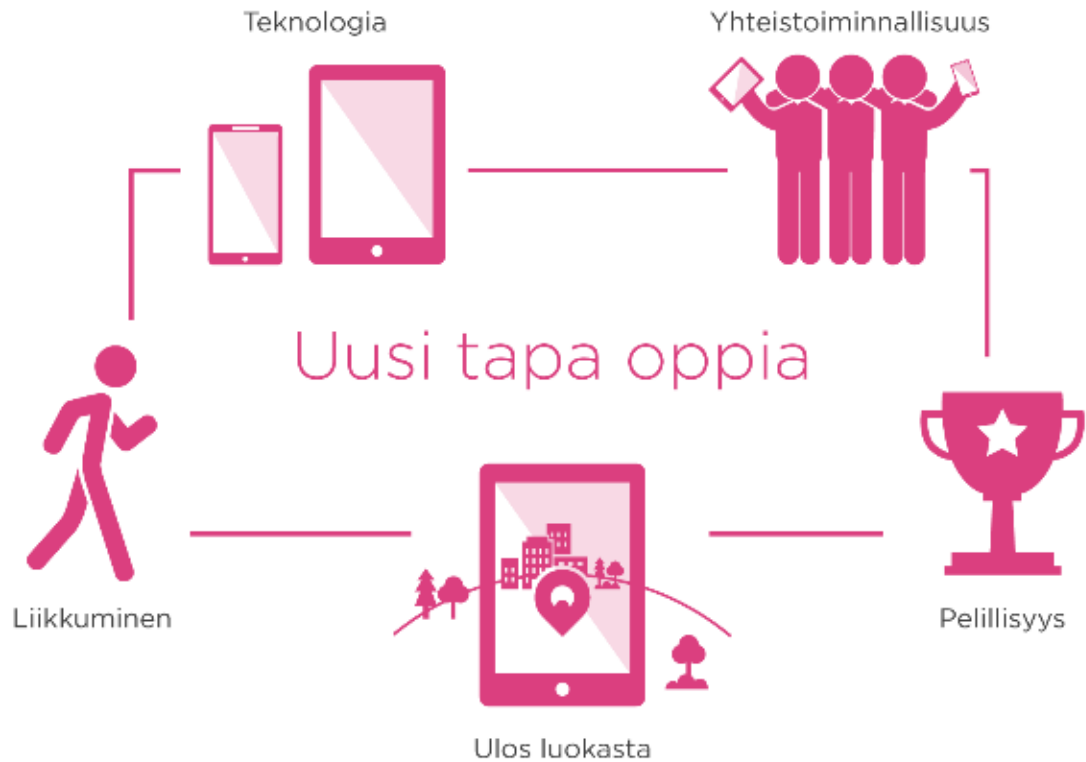 Teknologia
Yhteistoiminnallisuus
Uusi tapa oppia
Liikkuminen
Pelillisyys
Ulos luokasta